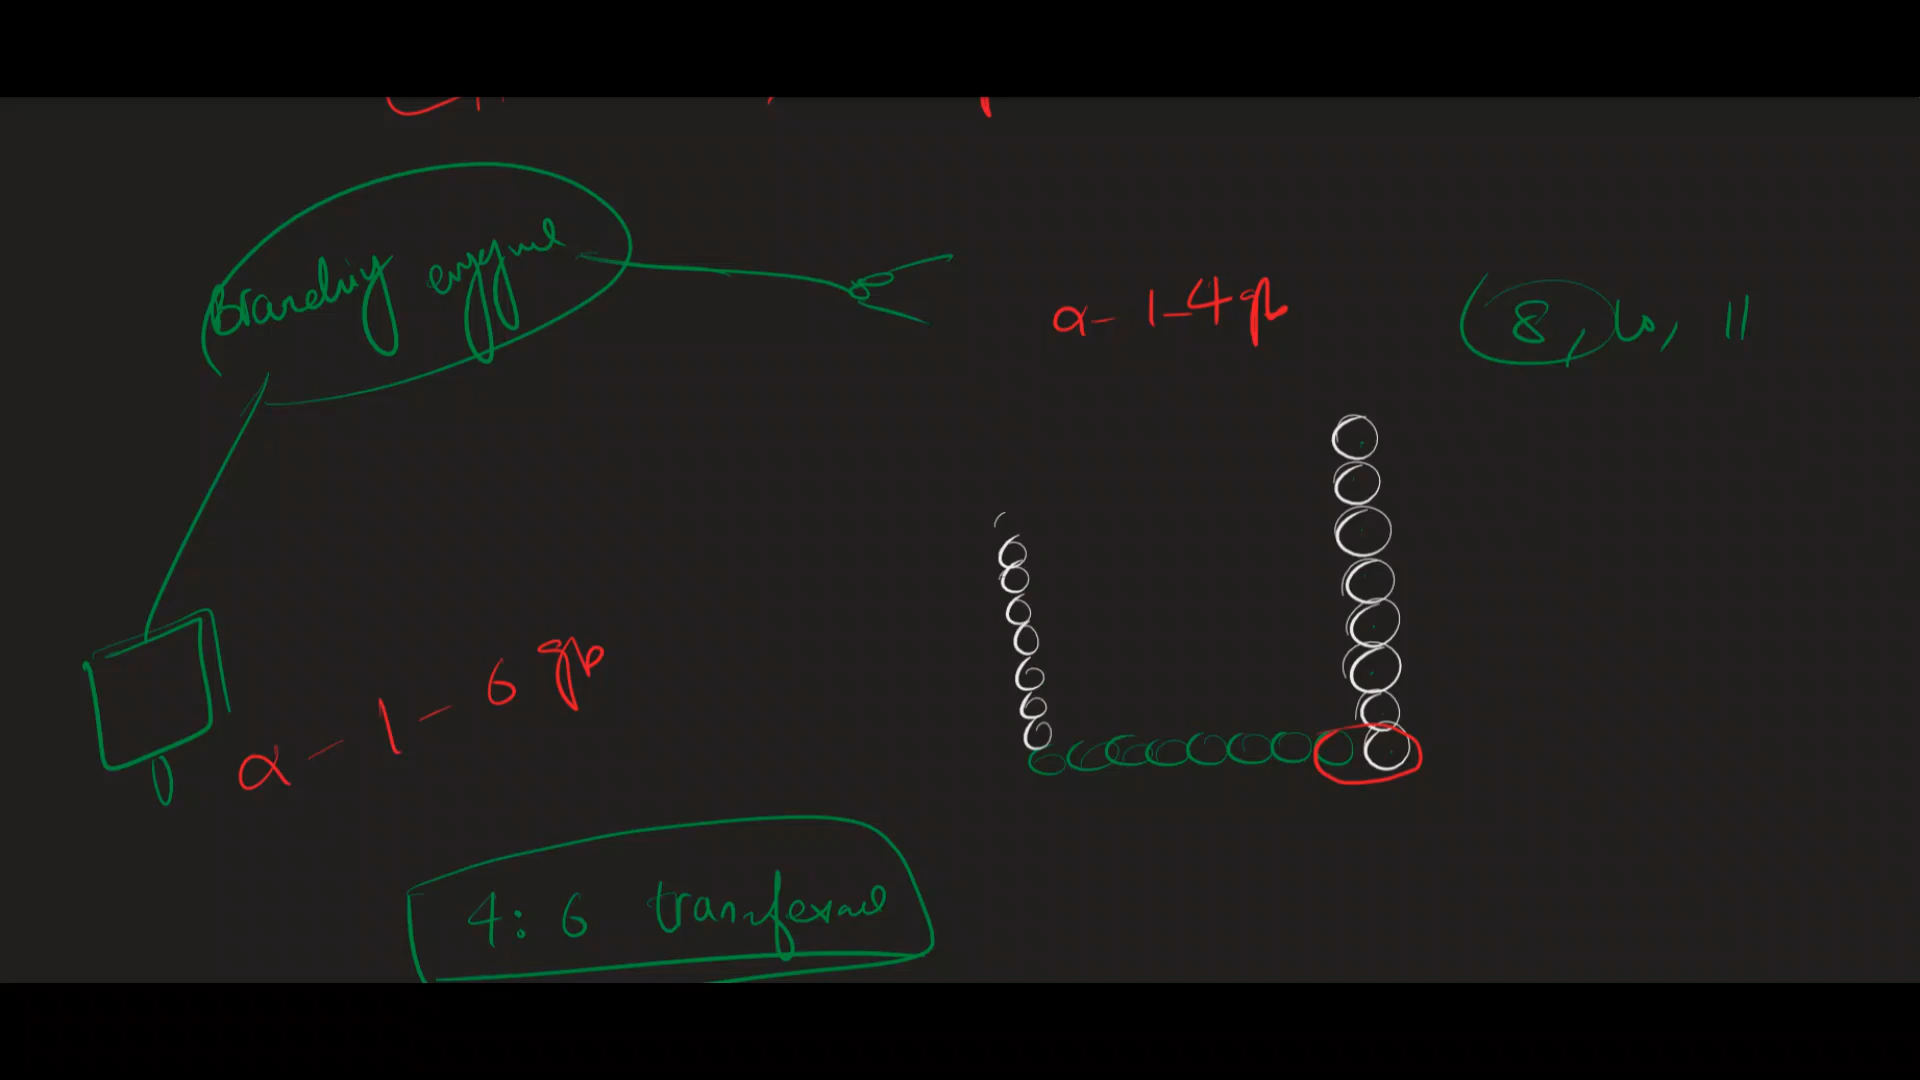 Branching enzyme
α-1-4 gb
8, 10, 11
α-1-6 gb
4:6 transferase